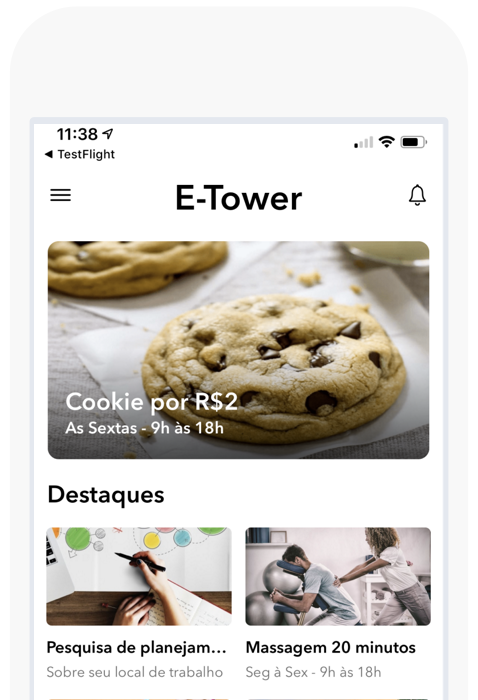 11:38
◀ TestFlight
E-Tower
Cookie por R$2
As Sextas - 9h às 18h
Destaques
Pesquisa de planejam...
Massagem 20 minutos
Sobre seu local de trabalho
Seg à Sex - 9h às 18h